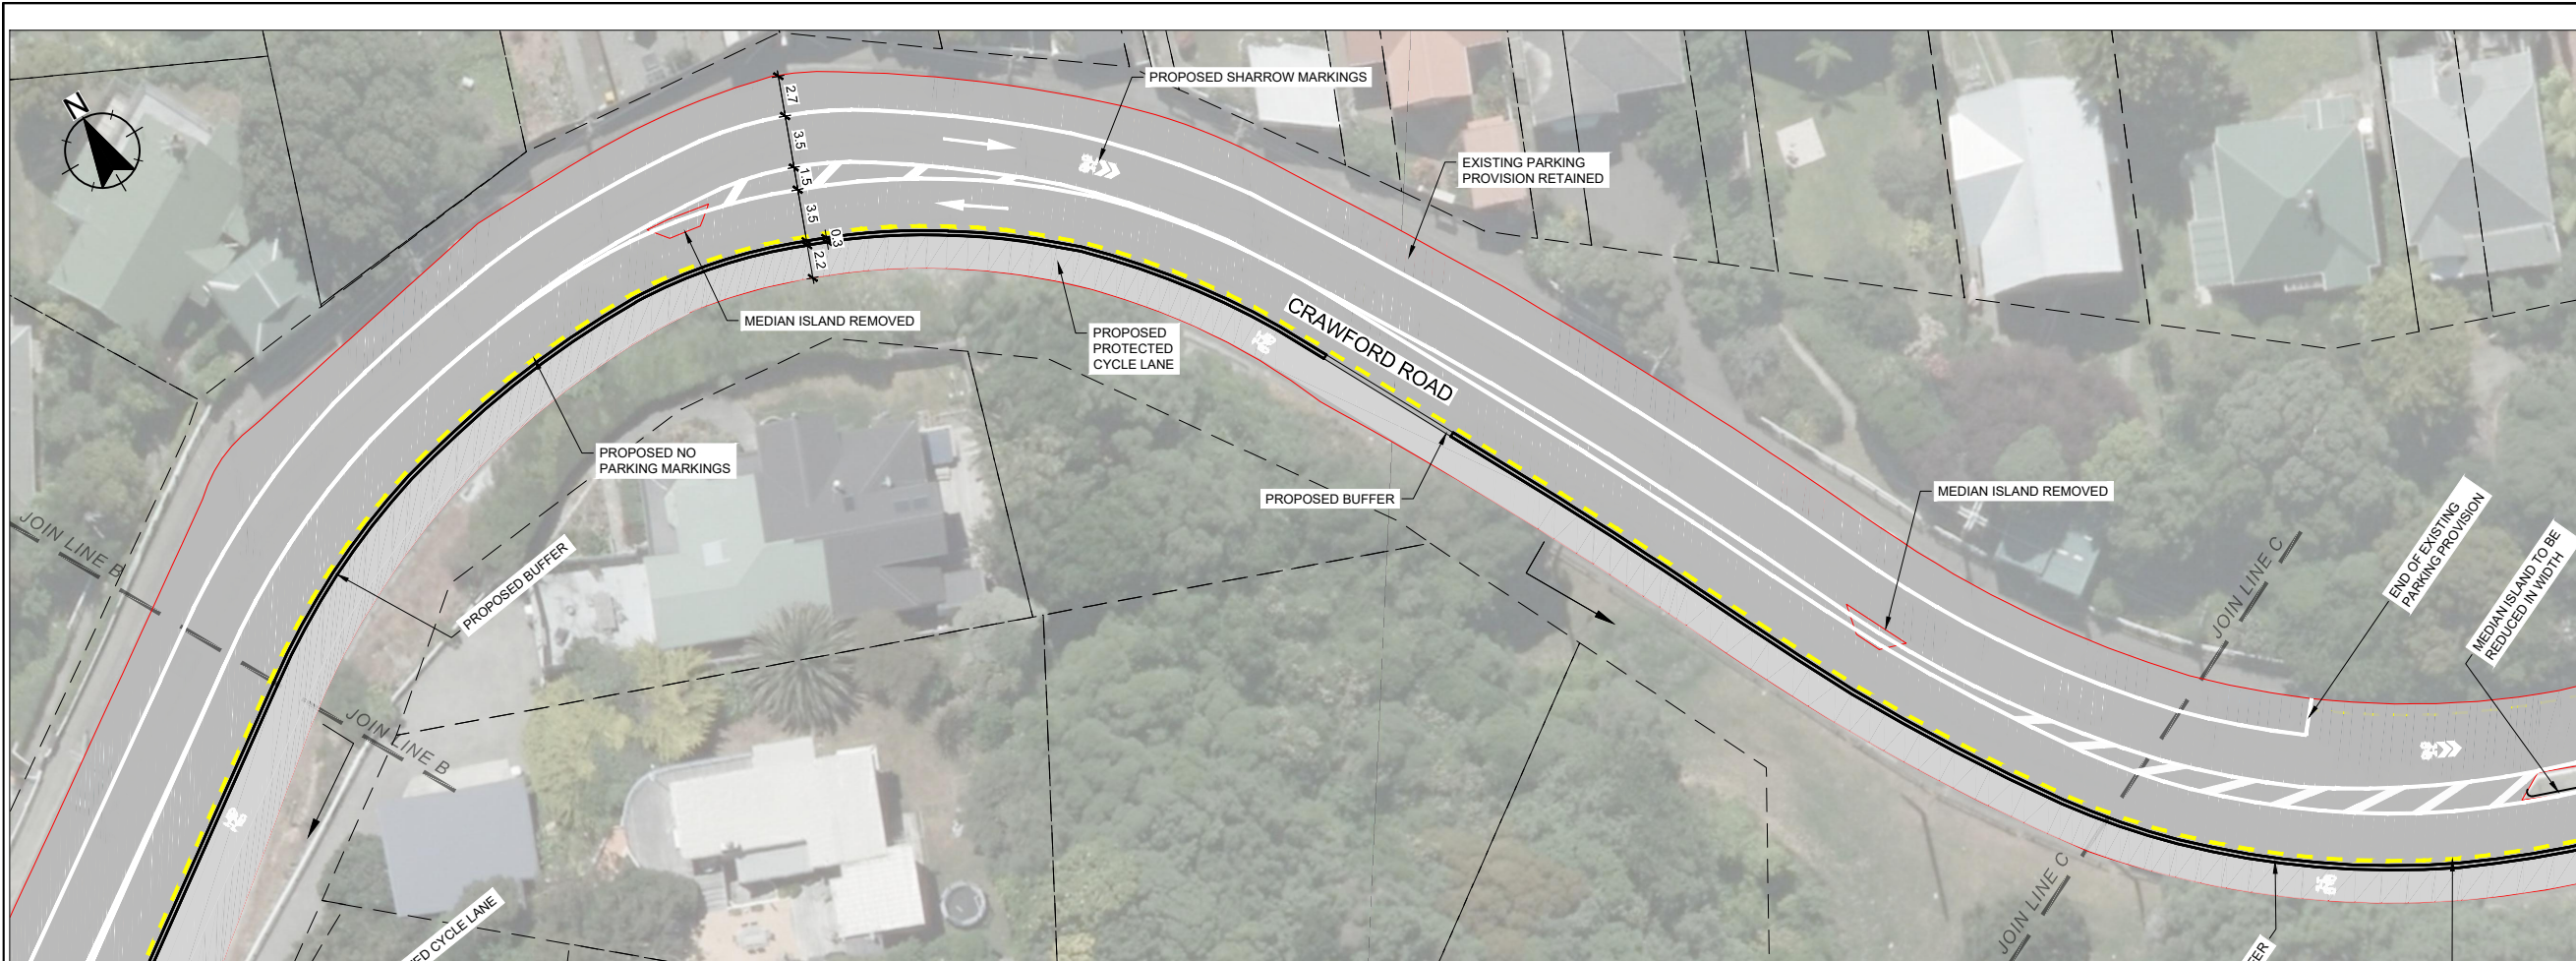 N
PROPOSED SHARROW MARKINGS
2.7
3.5
1.5
3.5
0.3
2.2
EXISTING PARKING
PROVISION RETAINED
MEDIAN ISLAND REMOVED
PROPOSED
PROTECTED
CYCLE LANE
CRAWFORD ROAD
PROPOSED NO
PARKING MARKINGS
PROPOSED BUFFER
MEDIAN ISLAND REMOVED
END OF EXISTING
PARKING PROVISION
MEDIAN ISLAND TO BE
REDUCED IN WIDTH
JOIN LINE B
PROPOSED BUFFER
JOIN LINE C
JOIN LINE B
JOIN LINE C
CYCLE LANE